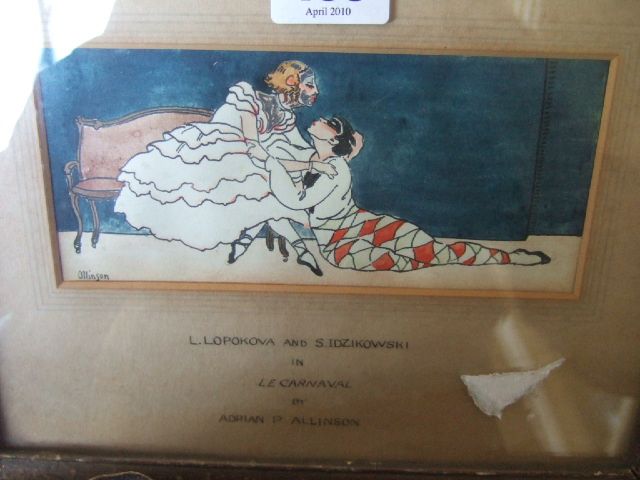 April 2010
Allinson
L. LOPOKOVA AND S. IDZIKOWSKI
IN
LE CARNAVAL
BY
ADRIAN P. ALLINSON